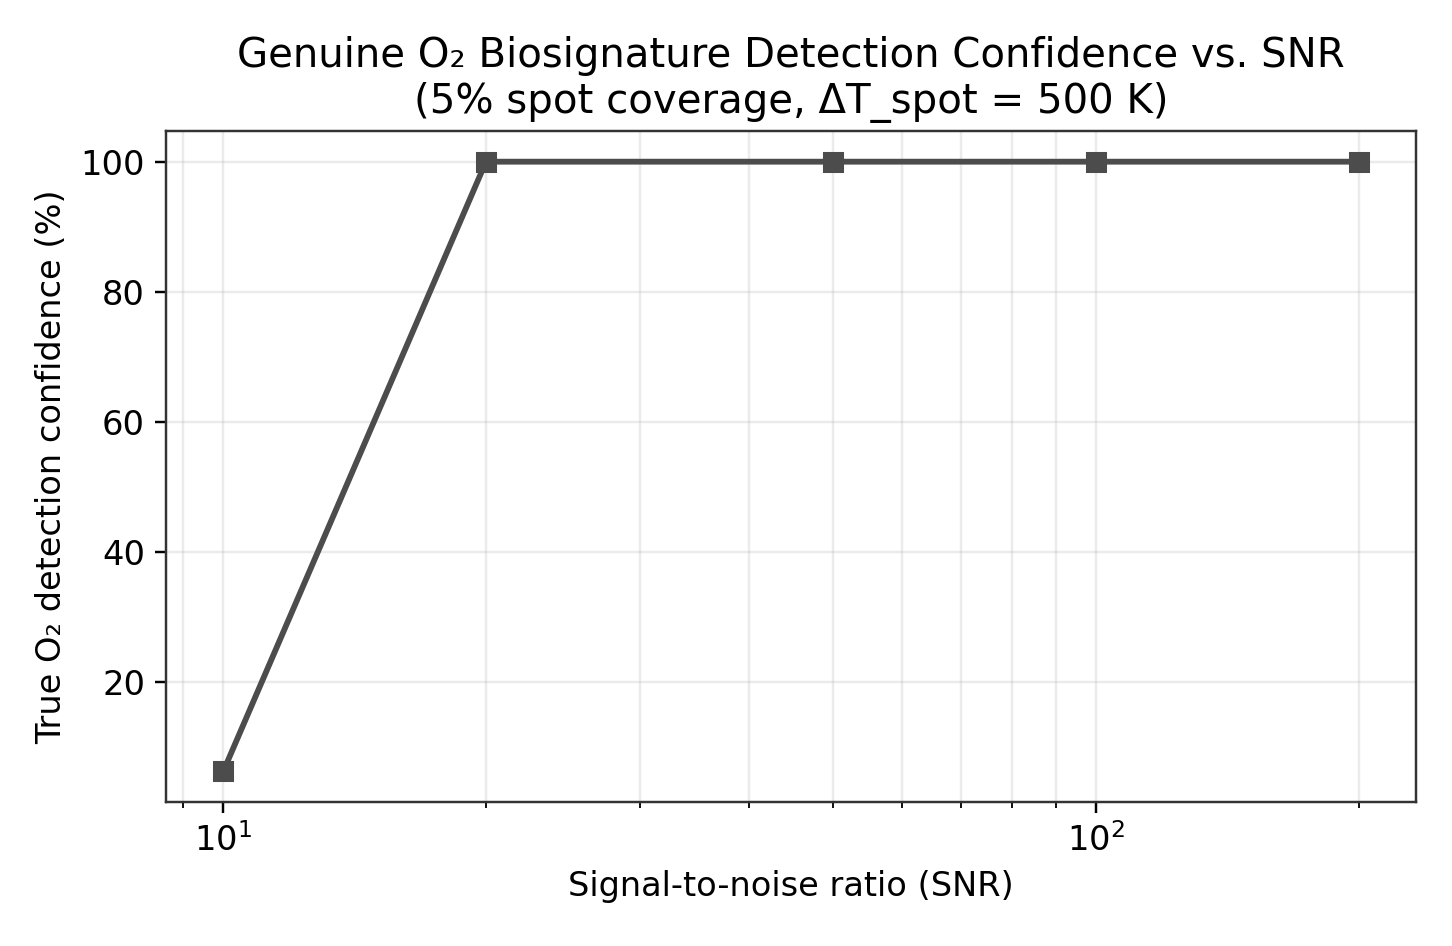 Genuine O₂ Biosignature Detection Confidence vs. SNR
(5% spot coverage, ΔT_spot = 500 K)
True O₂ detection confidence (%)
100
80
60
40
20
10¹
10²
Signal-to-noise ratio (SNR)